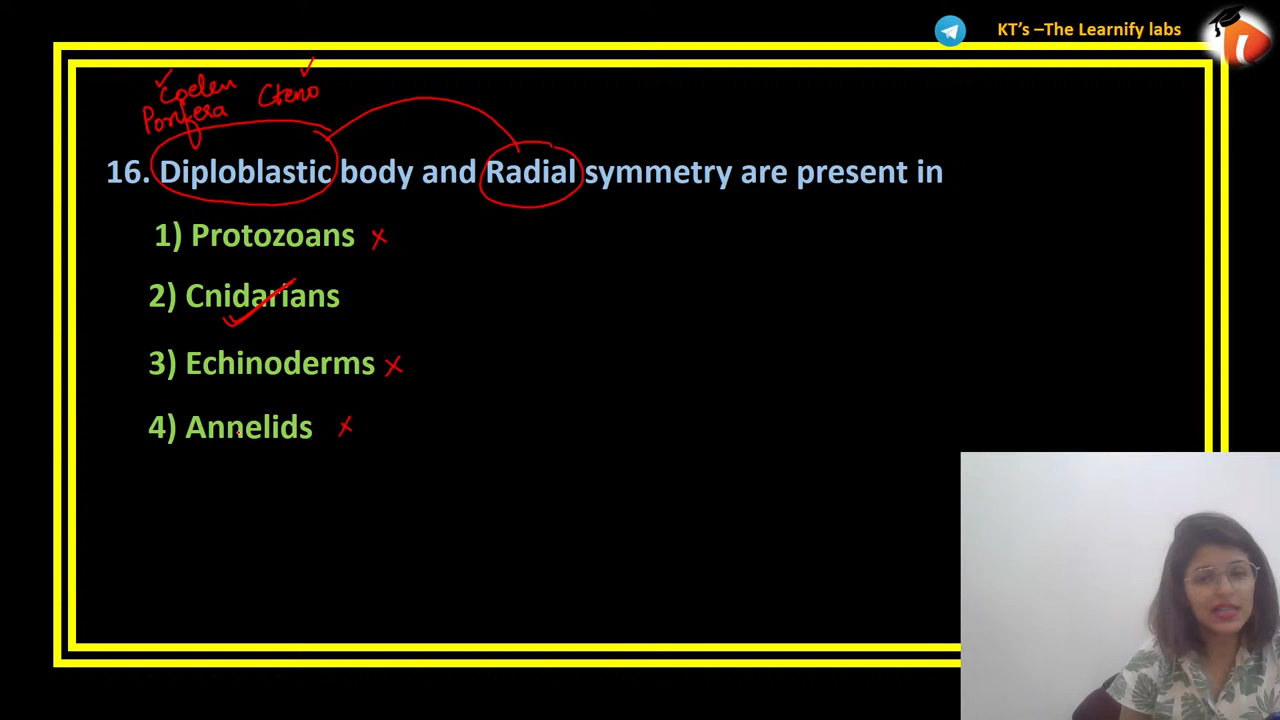 KT's –The Learnify labs
Coelen Cteno
Porifera
16. Diploblastic body and Radial symmetry are present in
1) Protozoans
2) Cnidarians
3) Echinoderms
4) Annelids